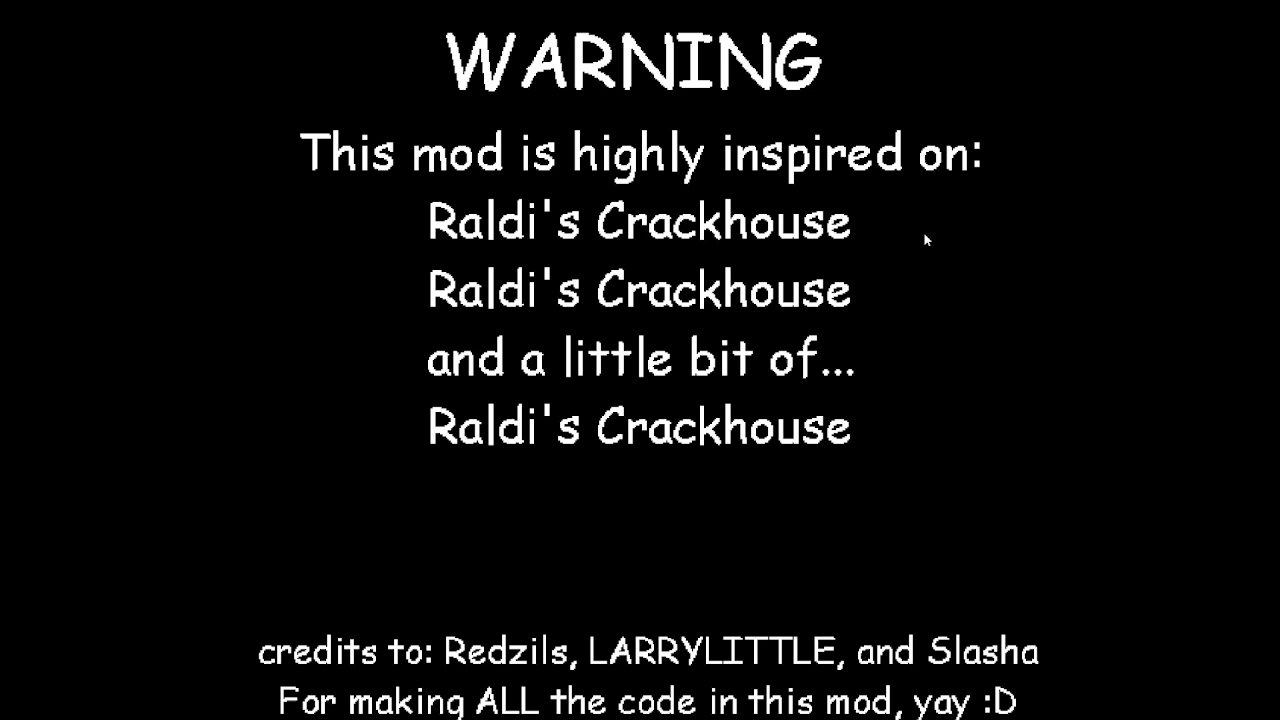 WARNING
This mod is highly inspired on:
Raldi's Crackhouse
Raldi's Crackhouse
and a little bit of...
Raldi's Crackhouse
credits to: Redzils, LARRYLITTLE, and Slasha
For making ALL the code in this mod, yay :D